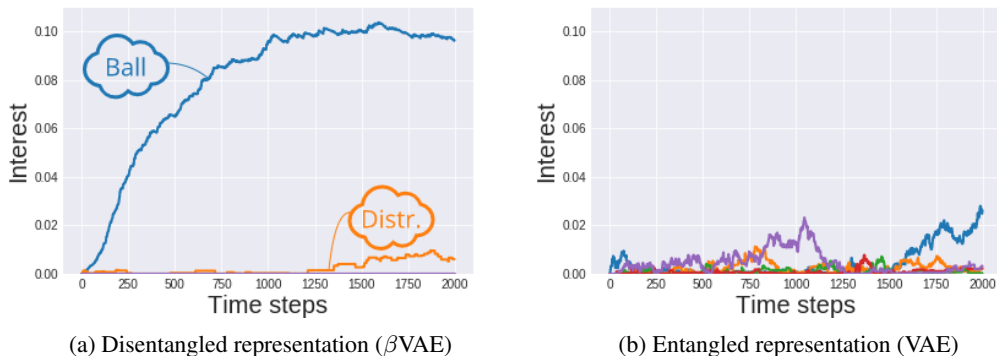 0.10
0.08
0.06
0.04
0.02
0.00
Interest
Ball
Distr.
0 250 500 750 1000 1250 1500 1750 2000
Time steps
(a) Disentangled representation (βVAE)
0.10
0.08
0.06
0.04
0.02
0.00
Interest
0 250 500 750 1000 1250 1500 1750 2000
Time steps
(b) Entangled representation (VAE)